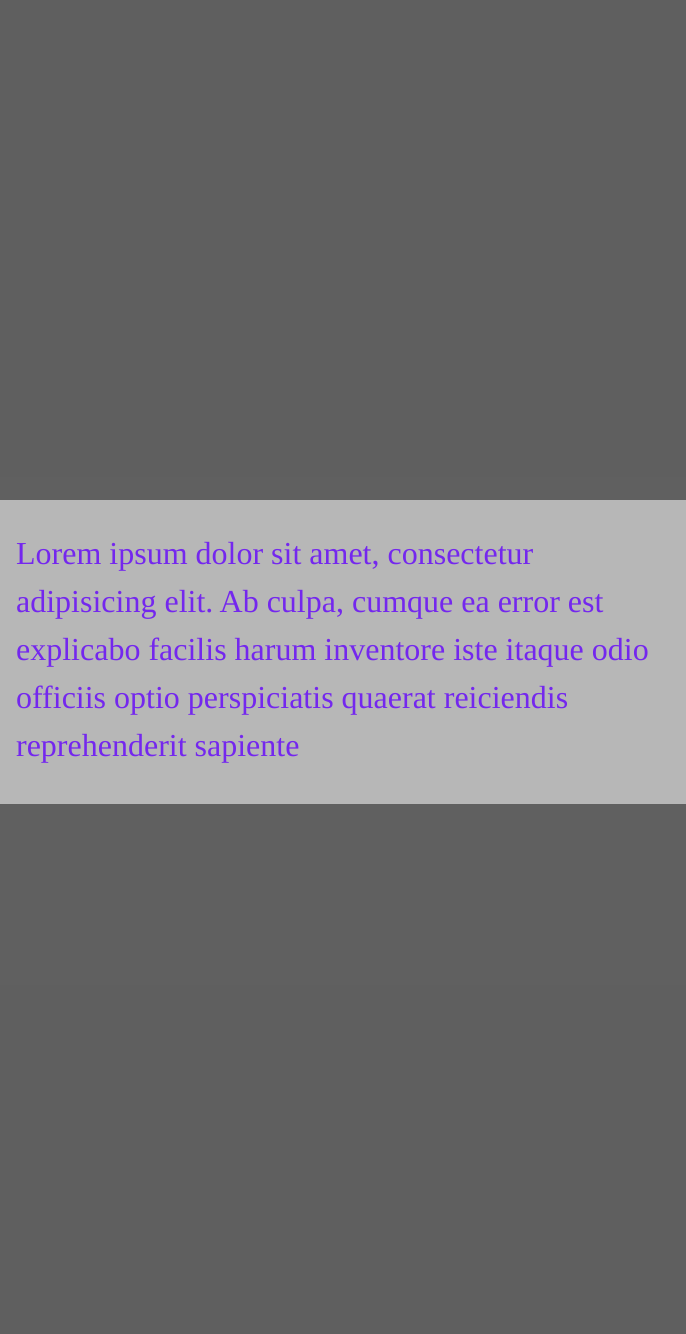 Lorem ipsum dolor sit amet, consectetur
adipisicing elit. Ab culpa, cumque ea error est
explicabo facilis harum inventore iste itaque odio
officiis optio perspiciatis quaerat reiciendis
reprehenderit sapiente